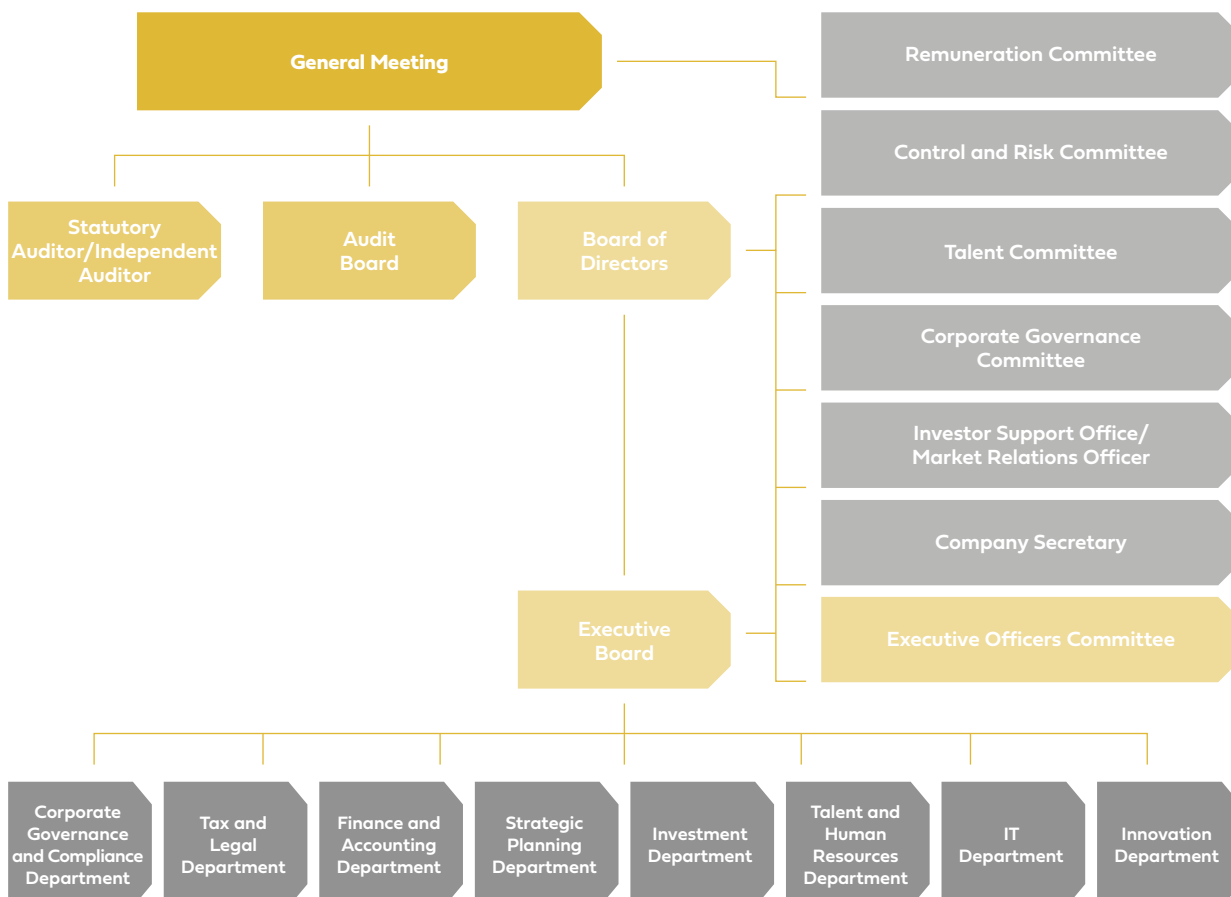 General Meeting
Remuneration Committee
Control and Risk Committee
Statutory
Auditor/Independent
Auditor
Audit
Board
Board of
Directors
Talent Committee
Corporate Governance
Committee
Investor Support Office/
Market Relations Officer
Company Secretary
Executive
Board
Executive Officers Committee
Corporate
Governance
and Compliance
Department
Tax and
Legal
Department
Finance and
Accounting
Department
Strategic
Planning
Department
Investment
Department
Talent and
Human
Resources
Department
IT
Department
Innovation
Department